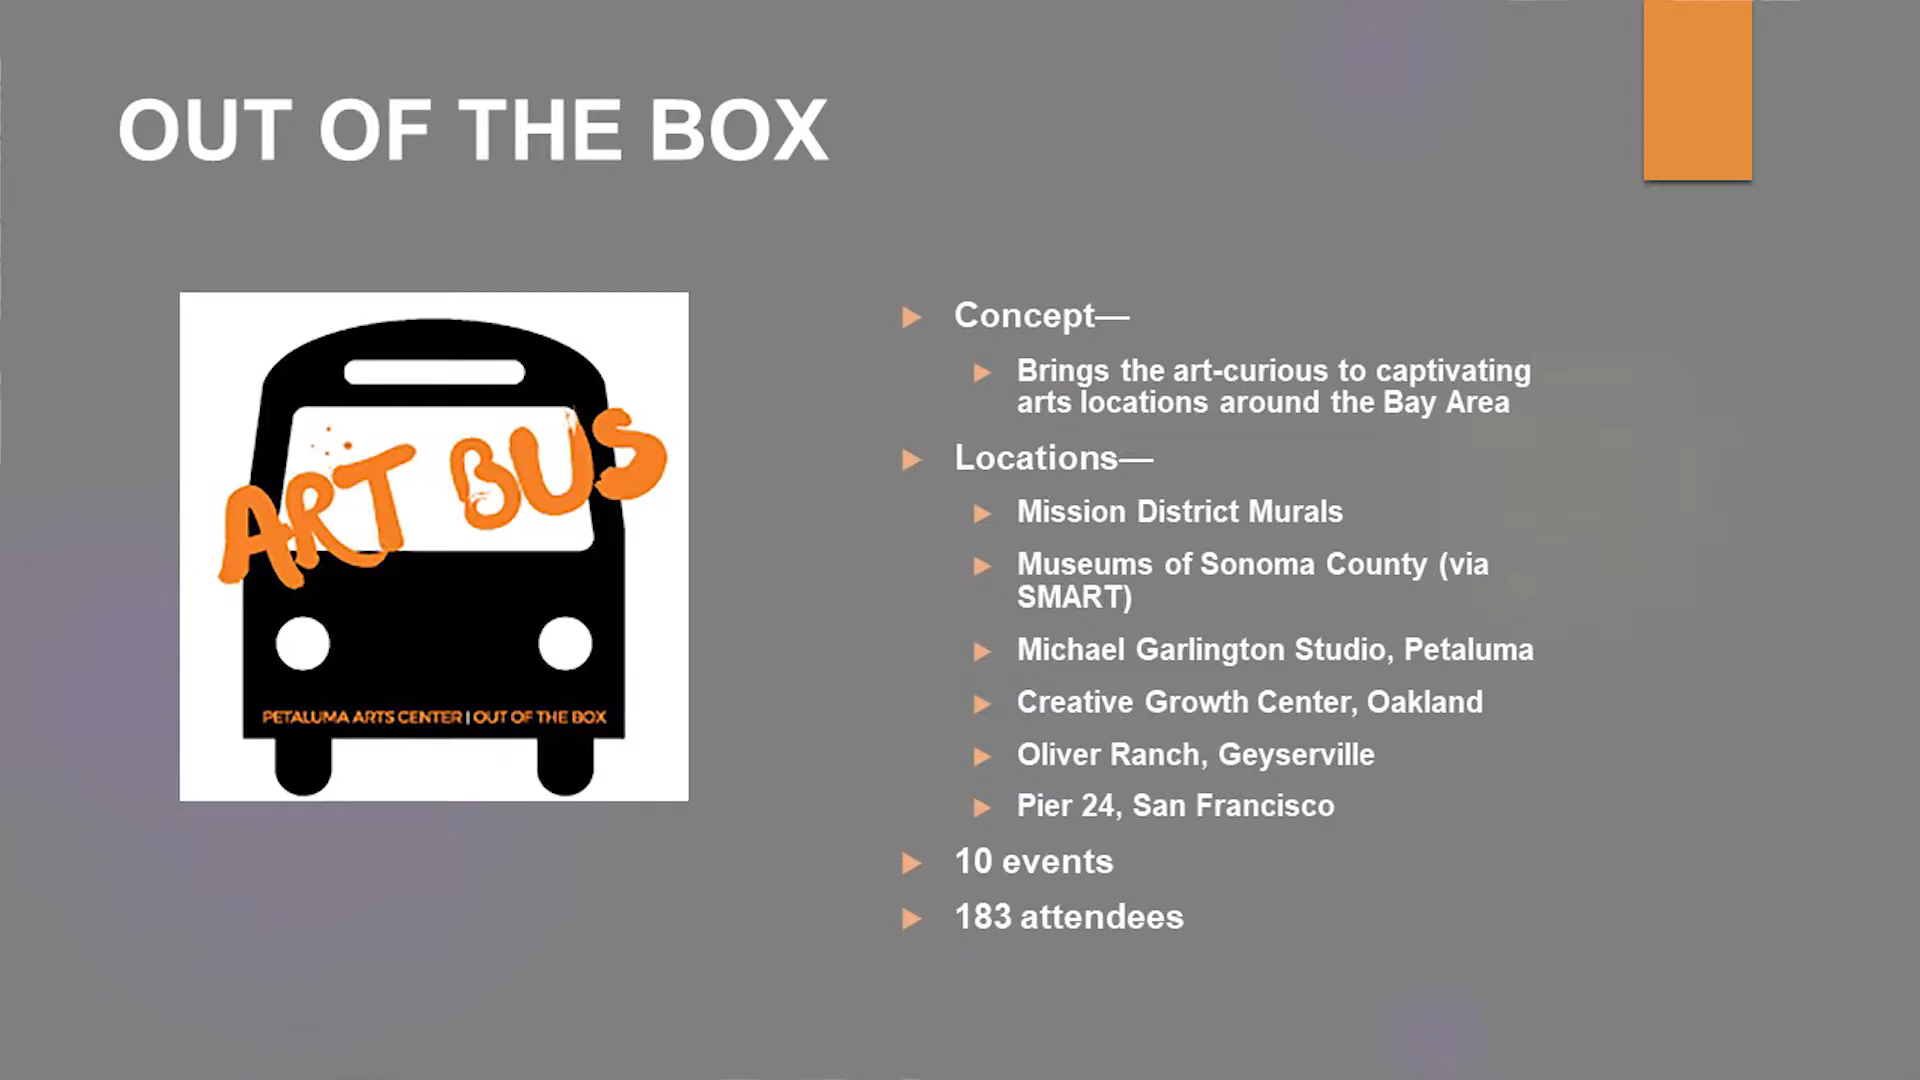 OUT OF THE BOX
ART BUS
PETALUMA ARTS CENTER | OUT OF THE BOX
Concept—
Brings the art-curious to captivating
arts locations around the Bay Area
Locations—
Mission District Murals
Museums of Sonoma County (via
SMART)
Michael Garlington Studio, Petaluma
Creative Growth Center, Oakland
Oliver Ranch, Geyserville
Pier 24, San Francisco
10 events
183 attendees